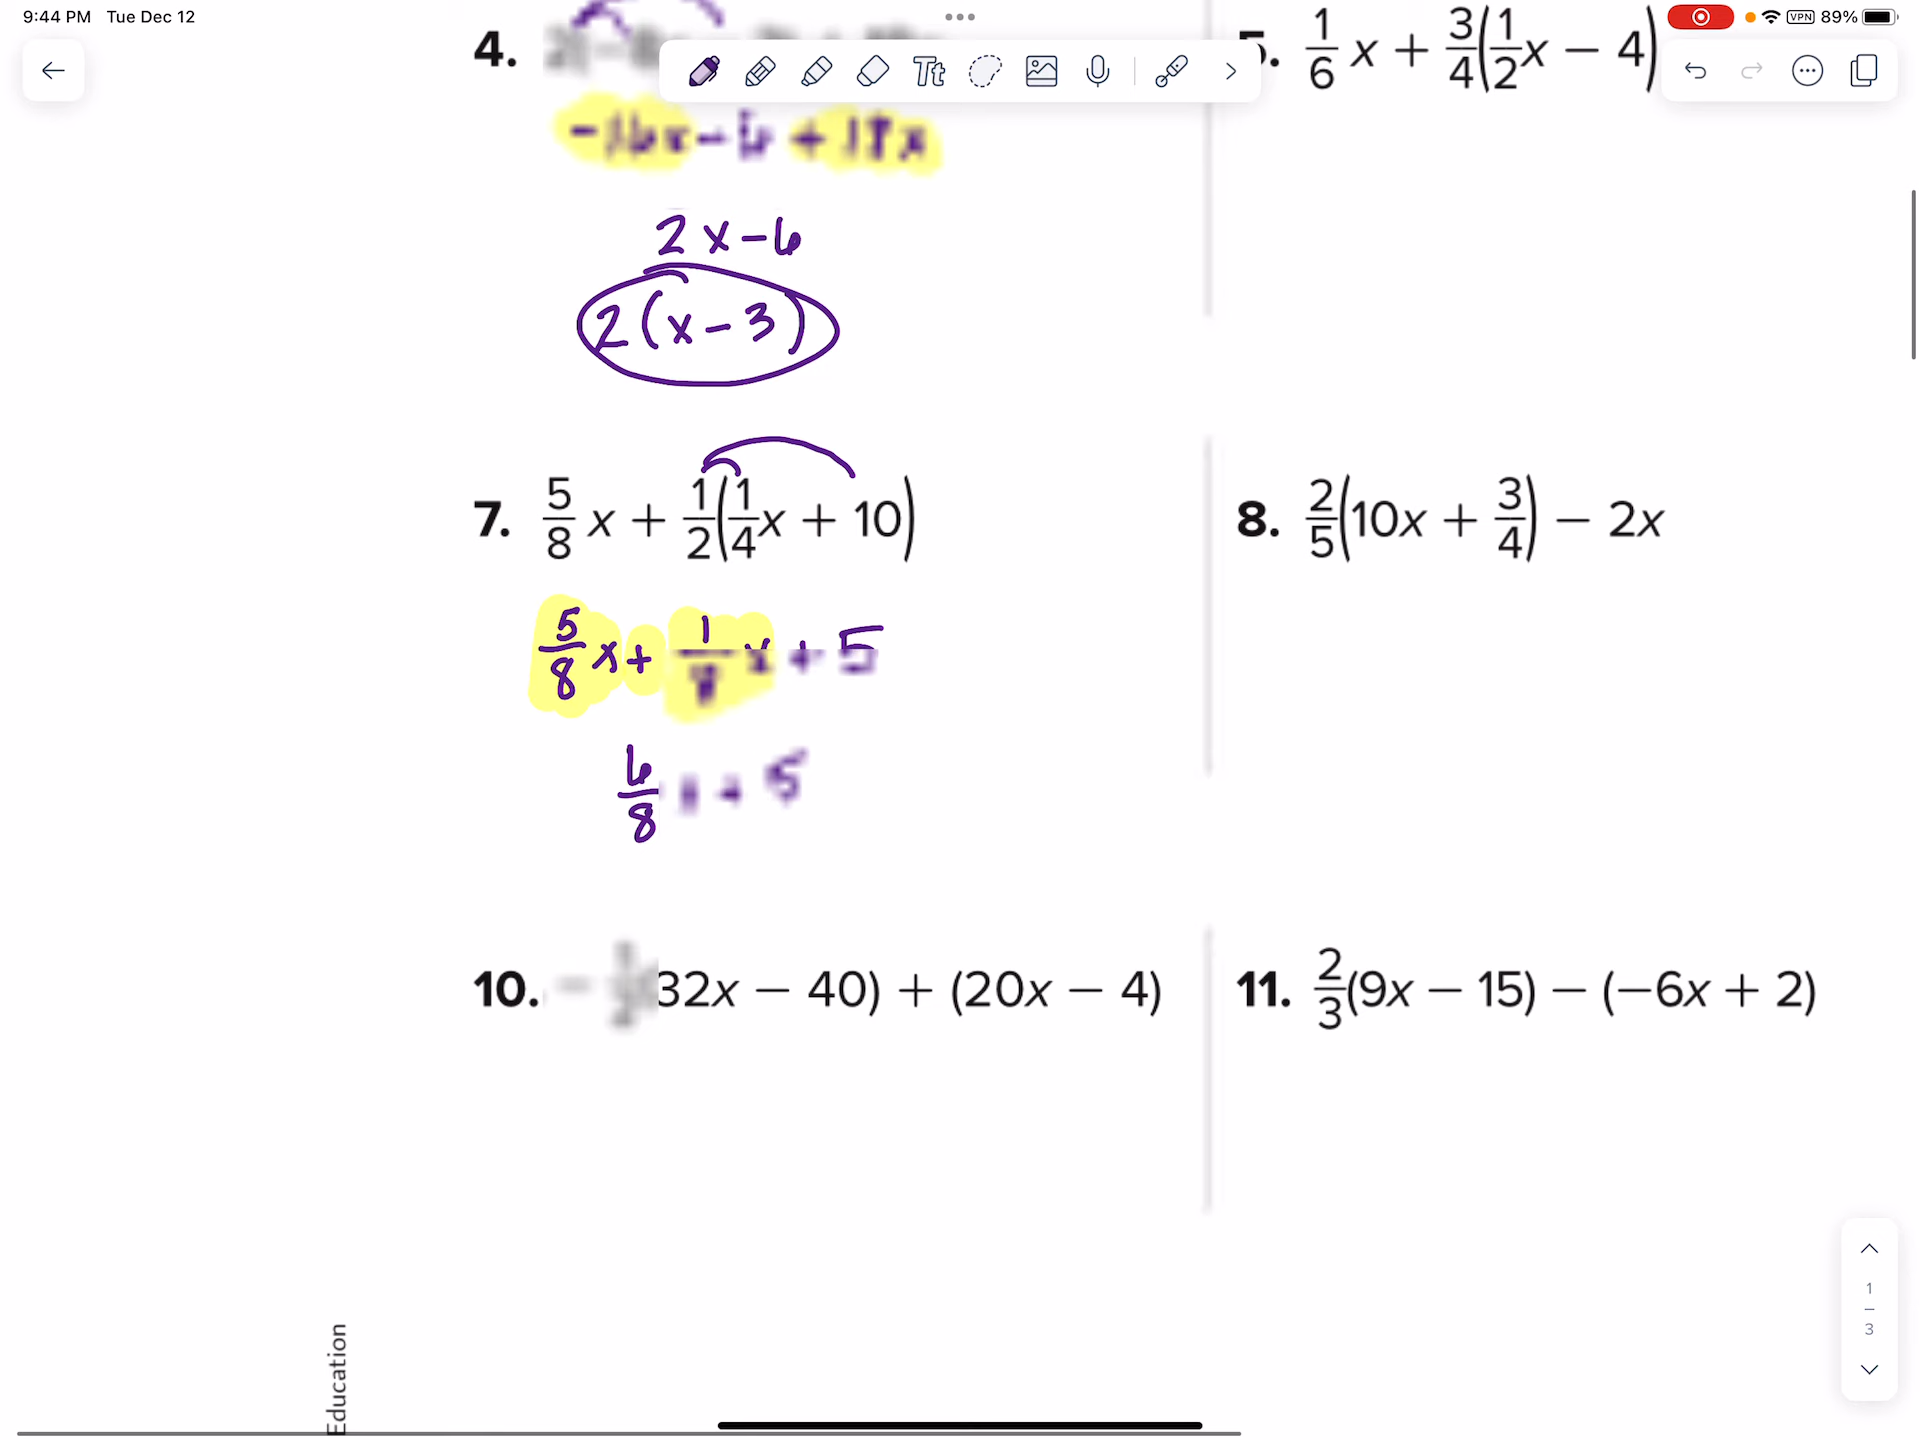 9:44 PM Tue Dec 12
VPN 89%
4.
5. 1/6 x + 3/4(1/2x − 4)
Tt
2x−6
2(x−3)
7. 5/8 x + 1/2(1/4x + 10)
8. 2/5(10x + 3/4) − 2x
5/8 x + 1/8 x + 5
6/8
10. 32x − 40) + (20x − 4)
11. 2/3(9x − 15) − (−6x + 2)
1
3
Education